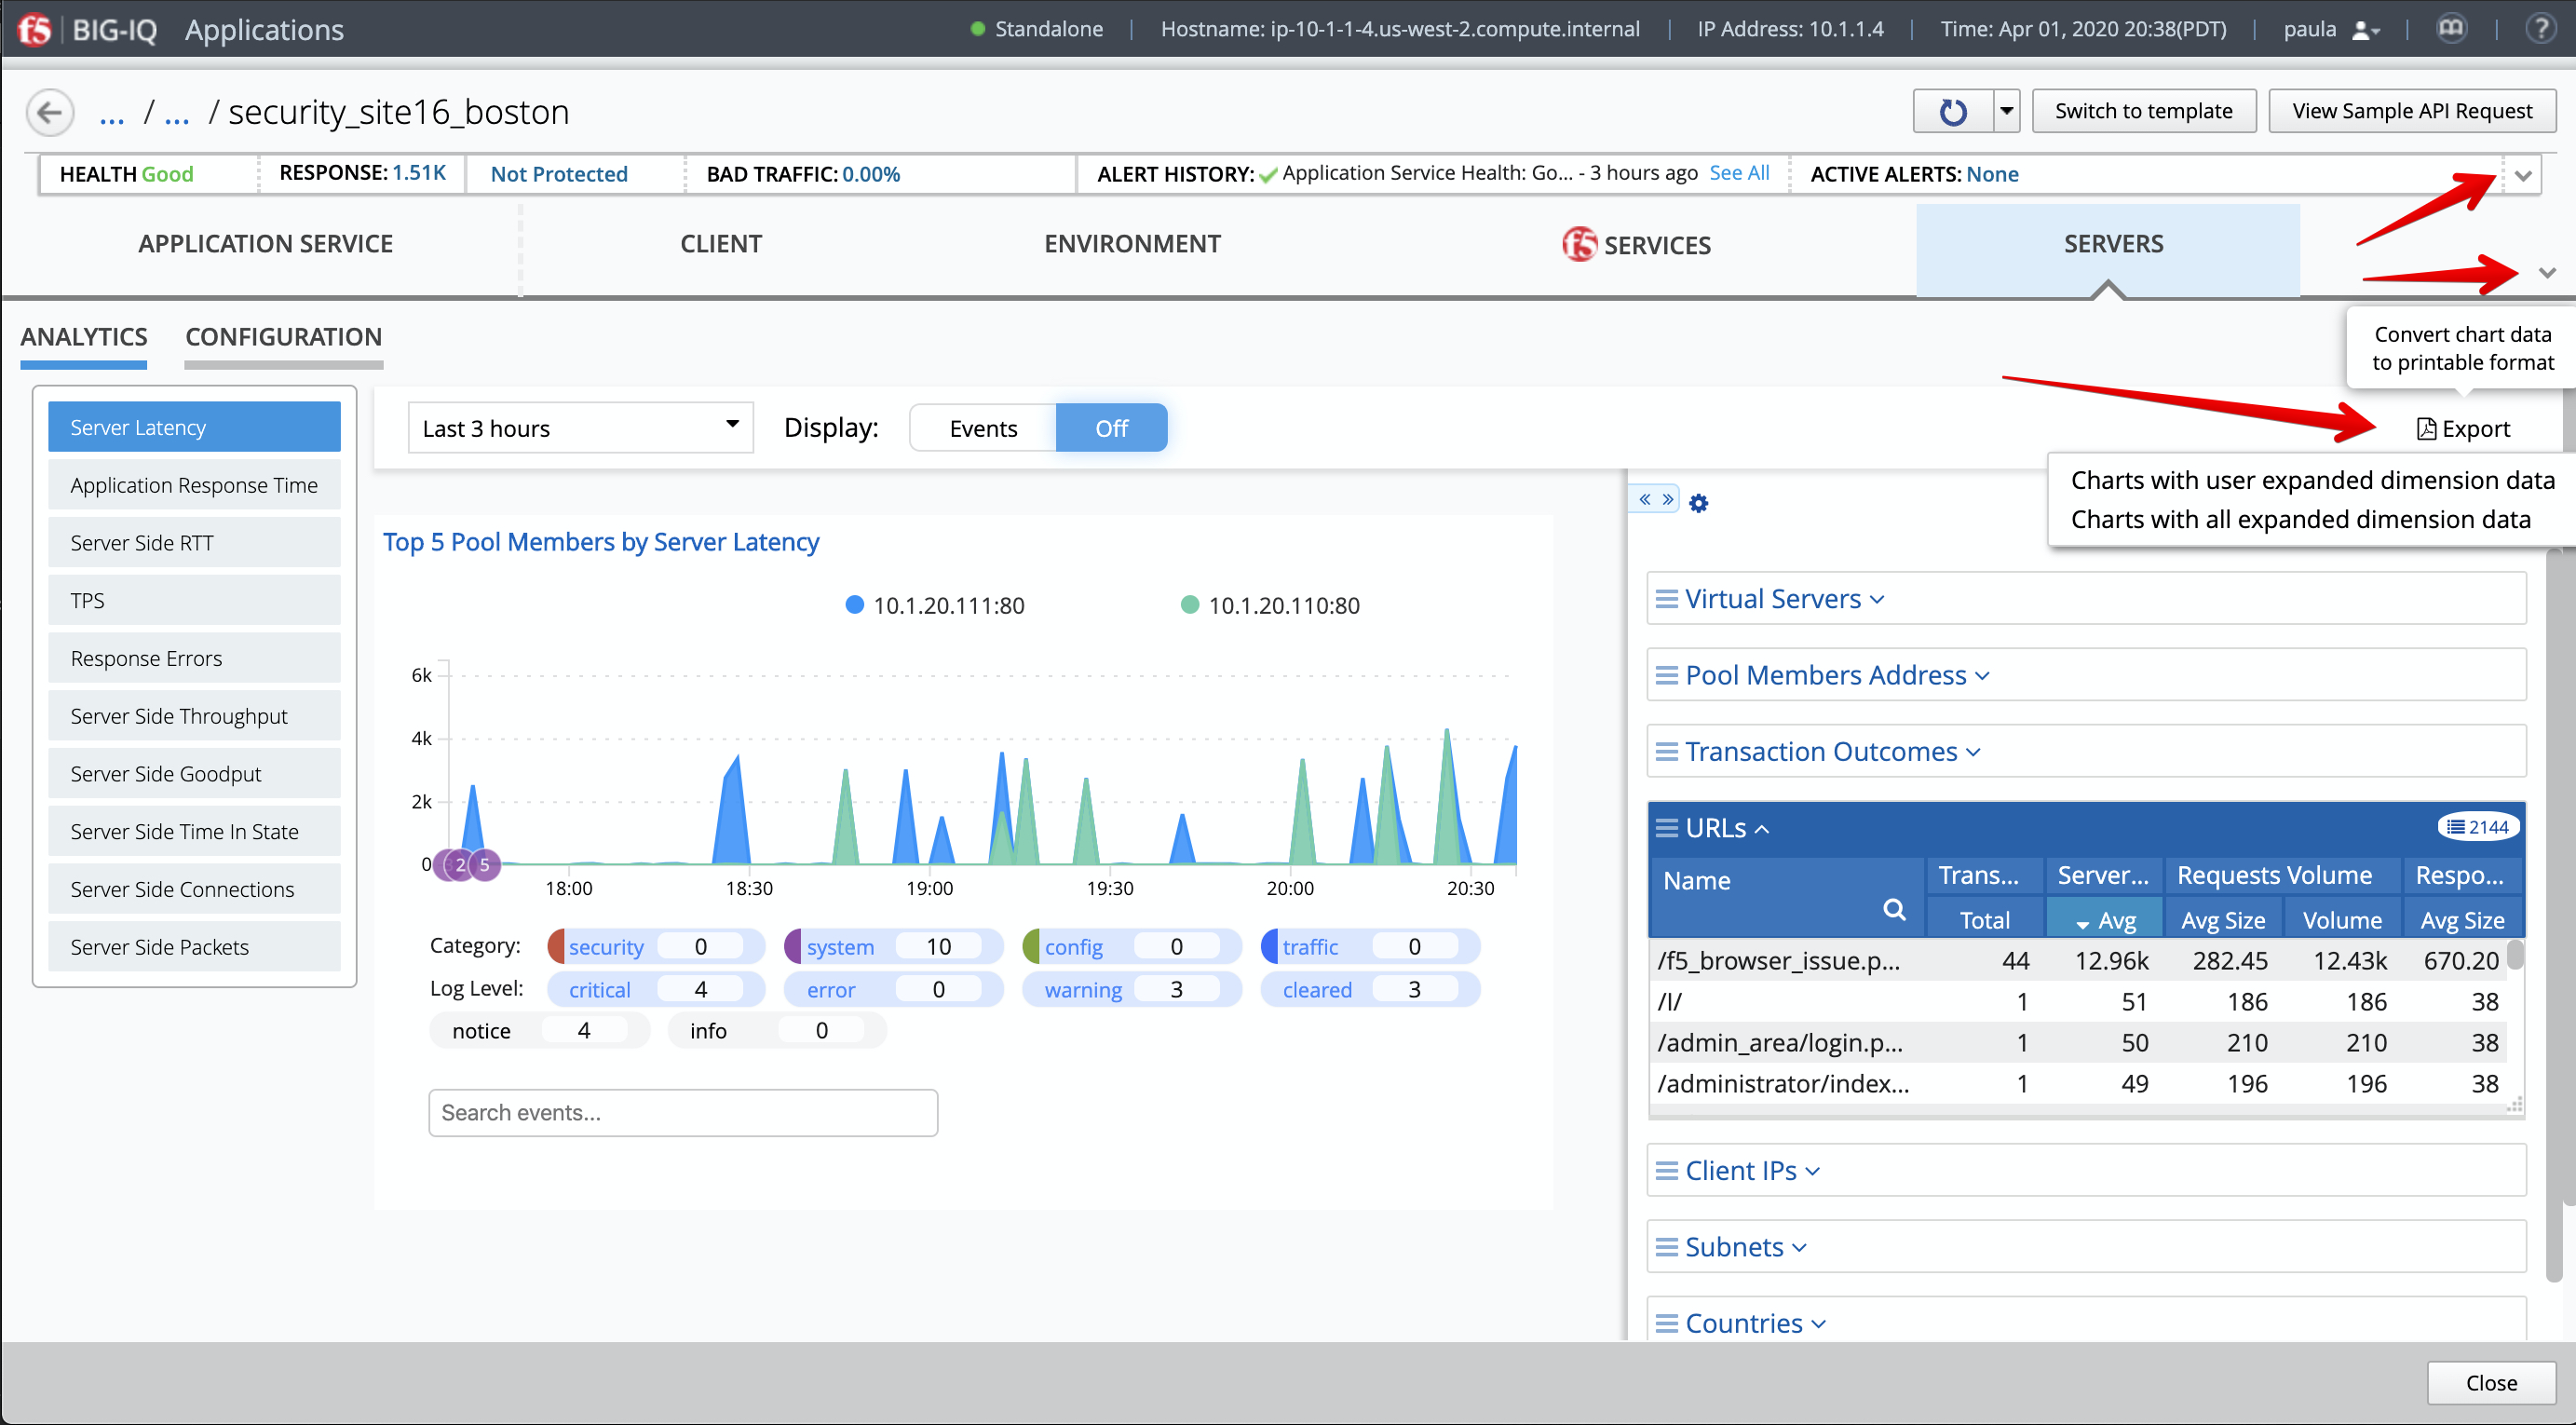 f5 BIG-IQ Applications Standalone Hostname: ip-10-1-1-4.us-west-2.compute.internal IP Address: 10.1.1.4 Time: Apr 01, 2020 20:38(PDT) paula ?
... / ... / security_site16_boston Switch to template View Sample API Request
HEALTH Good RESPONSE: 1.51K Not Protected BAD TRAFFIC: 0.00% ALERT HISTORY: Application Service Health: Go... - 3 hours ago See All ACTIVE ALERTS: None
APPLICATION SERVICE CLIENT ENVIRONMENT f5 SERVICES SERVERS
ANALYTICS CONFIGURATION
Convert chart data
to printable format
Server Latency
Application Response Time
Server Side RTT
TPS
Response Errors
Server Side Throughput
Server Side Goodput
Server Side Time In State
Server Side Connections
Server Side Packets
Last 3 hours Display: Events Off Export
Charts with user expanded dimension data
Charts with all expanded dimension data
Top 5 Pool Members by Server Latency
10.1.20.111:80 10.1.20.110:80
6k
4k
2k
0 2 5
18:00 18:30 19:00 19:30 20:00 20:30
Category: security 0 system 10 config 0 traffic 0
Log Level: critical 4 error 0 warning 3 cleared 3
notice 4 info 0
Search events...
« »
Virtual Servers
Pool Members Address
Transaction Outcomes
URLs 2144
Name Trans... Server... Requests Volume Respo...
Total Avg Avg Size Volume Avg Size
/f5_browser_issue.p... 44 12.96k 282.45 12.43k 670.20
/I/ 1 51 186 186 38
/admin_area/login.p... 1 50 210 210 38
/administrator/index... 1 49 196 196 38
Client IPs
Subnets
Countries
Close